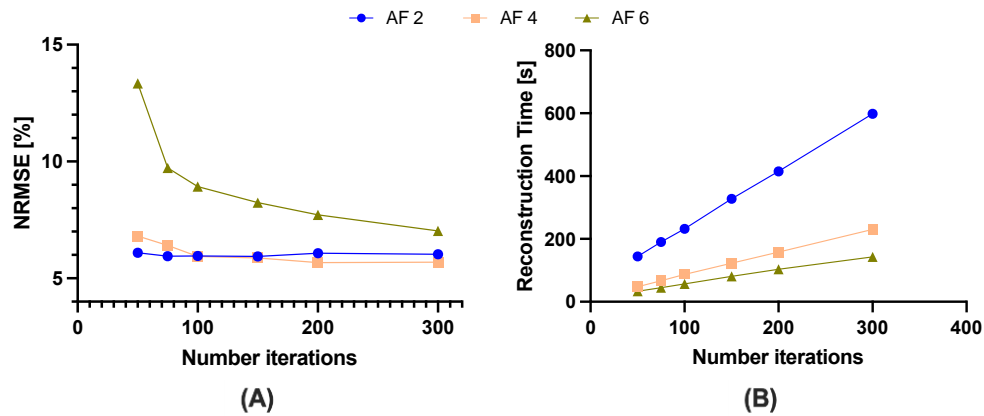 AF 2 AF 4 AF 6
NRMSE [%]
15
10
5
0 100 200 300
Number iterations
(A)
Reconstruction Time [s]
800
600
400
200
0
0 100 200 300 400
Number iterations
(B)